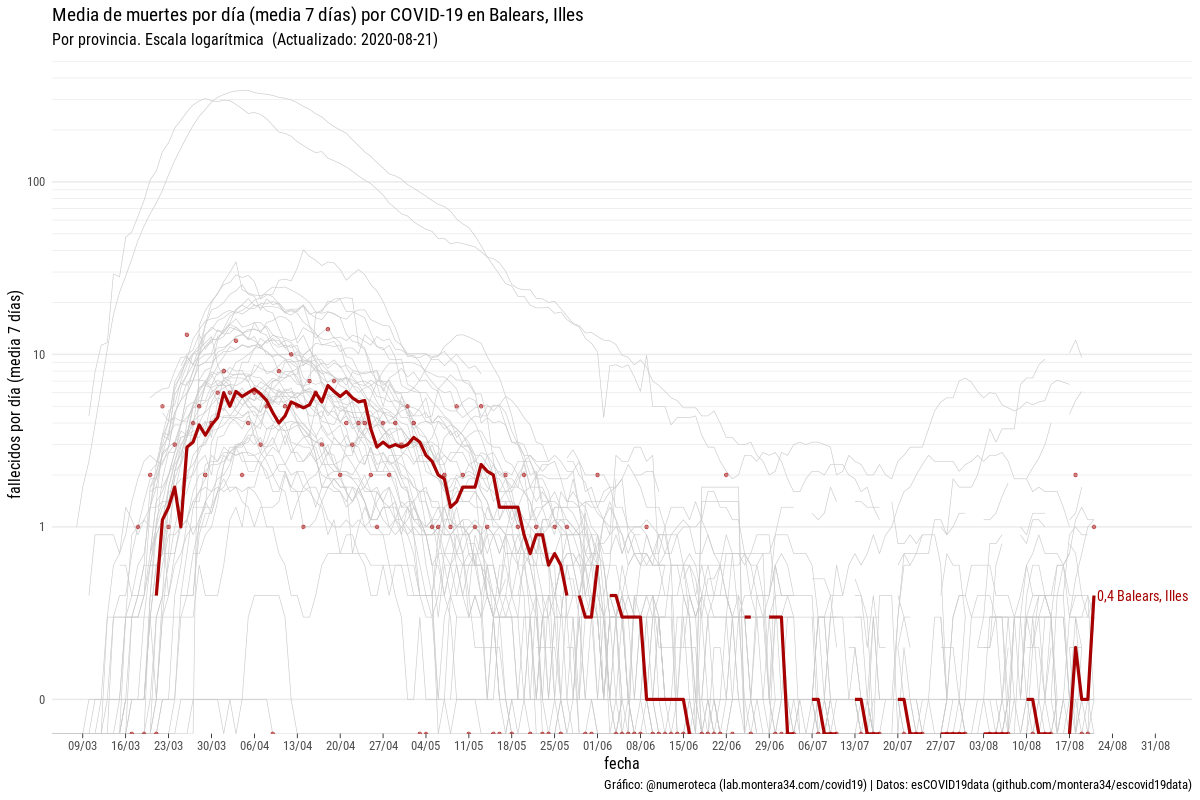 Media de muertes por día (media 7 días) por COVID-19 en Balears, Illes
Por provincia. Escala logarítmica  (Actualizado: 2020-08-21)
fallecidos por día (media 7 días)
100
10
1
0
0,4 Balears, Illes
09/03 16/03 23/03 30/03 06/04 13/04 20/04 27/04 04/05 11/05 18/05 25/05 01/06 08/06 15/06 22/06 29/06 06/07 13/07 20/07 27/07 03/08 10/08 17/08 24/08 31/08
fecha
Gráfico: @numeroteca (lab.montera34.com/covid19) | Datos: esCOVID19data (github.com/montera34/escovid19data)